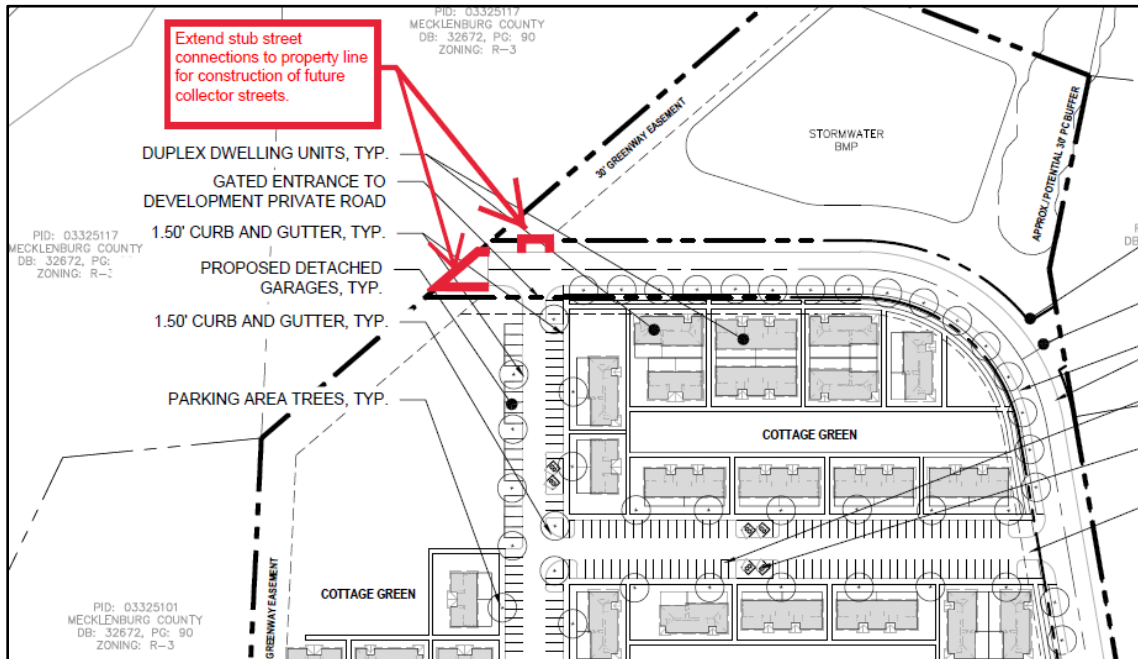 PID: 03325117
MECKLENBURG COUNTY
DB: 32672, PG: 90
ZONING: R-3
Extend stub street
connections to property line
for construction of future
collector streets.
30' GREENWAY EASEMENT
STORMWATER
BMP
APPROX./ POTENTIAL 30' PC BUFFER
DUPLEX DWELLING UNITS, TYP.
GATED ENTRANCE TO
DEVELOPMENT PRIVATE ROAD
1.50' CURB AND GUTTER, TYP.
PROPOSED DETACHED
GARAGES, TYP.
1.50' CURB AND GUTTER, TYP.
PARKING AREA TREES, TYP.
PID: 03325117
MECKLENBURG COUNTY
DB: 32672, PG:
ZONING: R-
COTTAGE GREEN
COTTAGE GREEN
GREENWAY EASEMENT
PID: 03325101
MECKLENBURG COUNTY
DB: 32672, PG: 90
ZONING: R-3